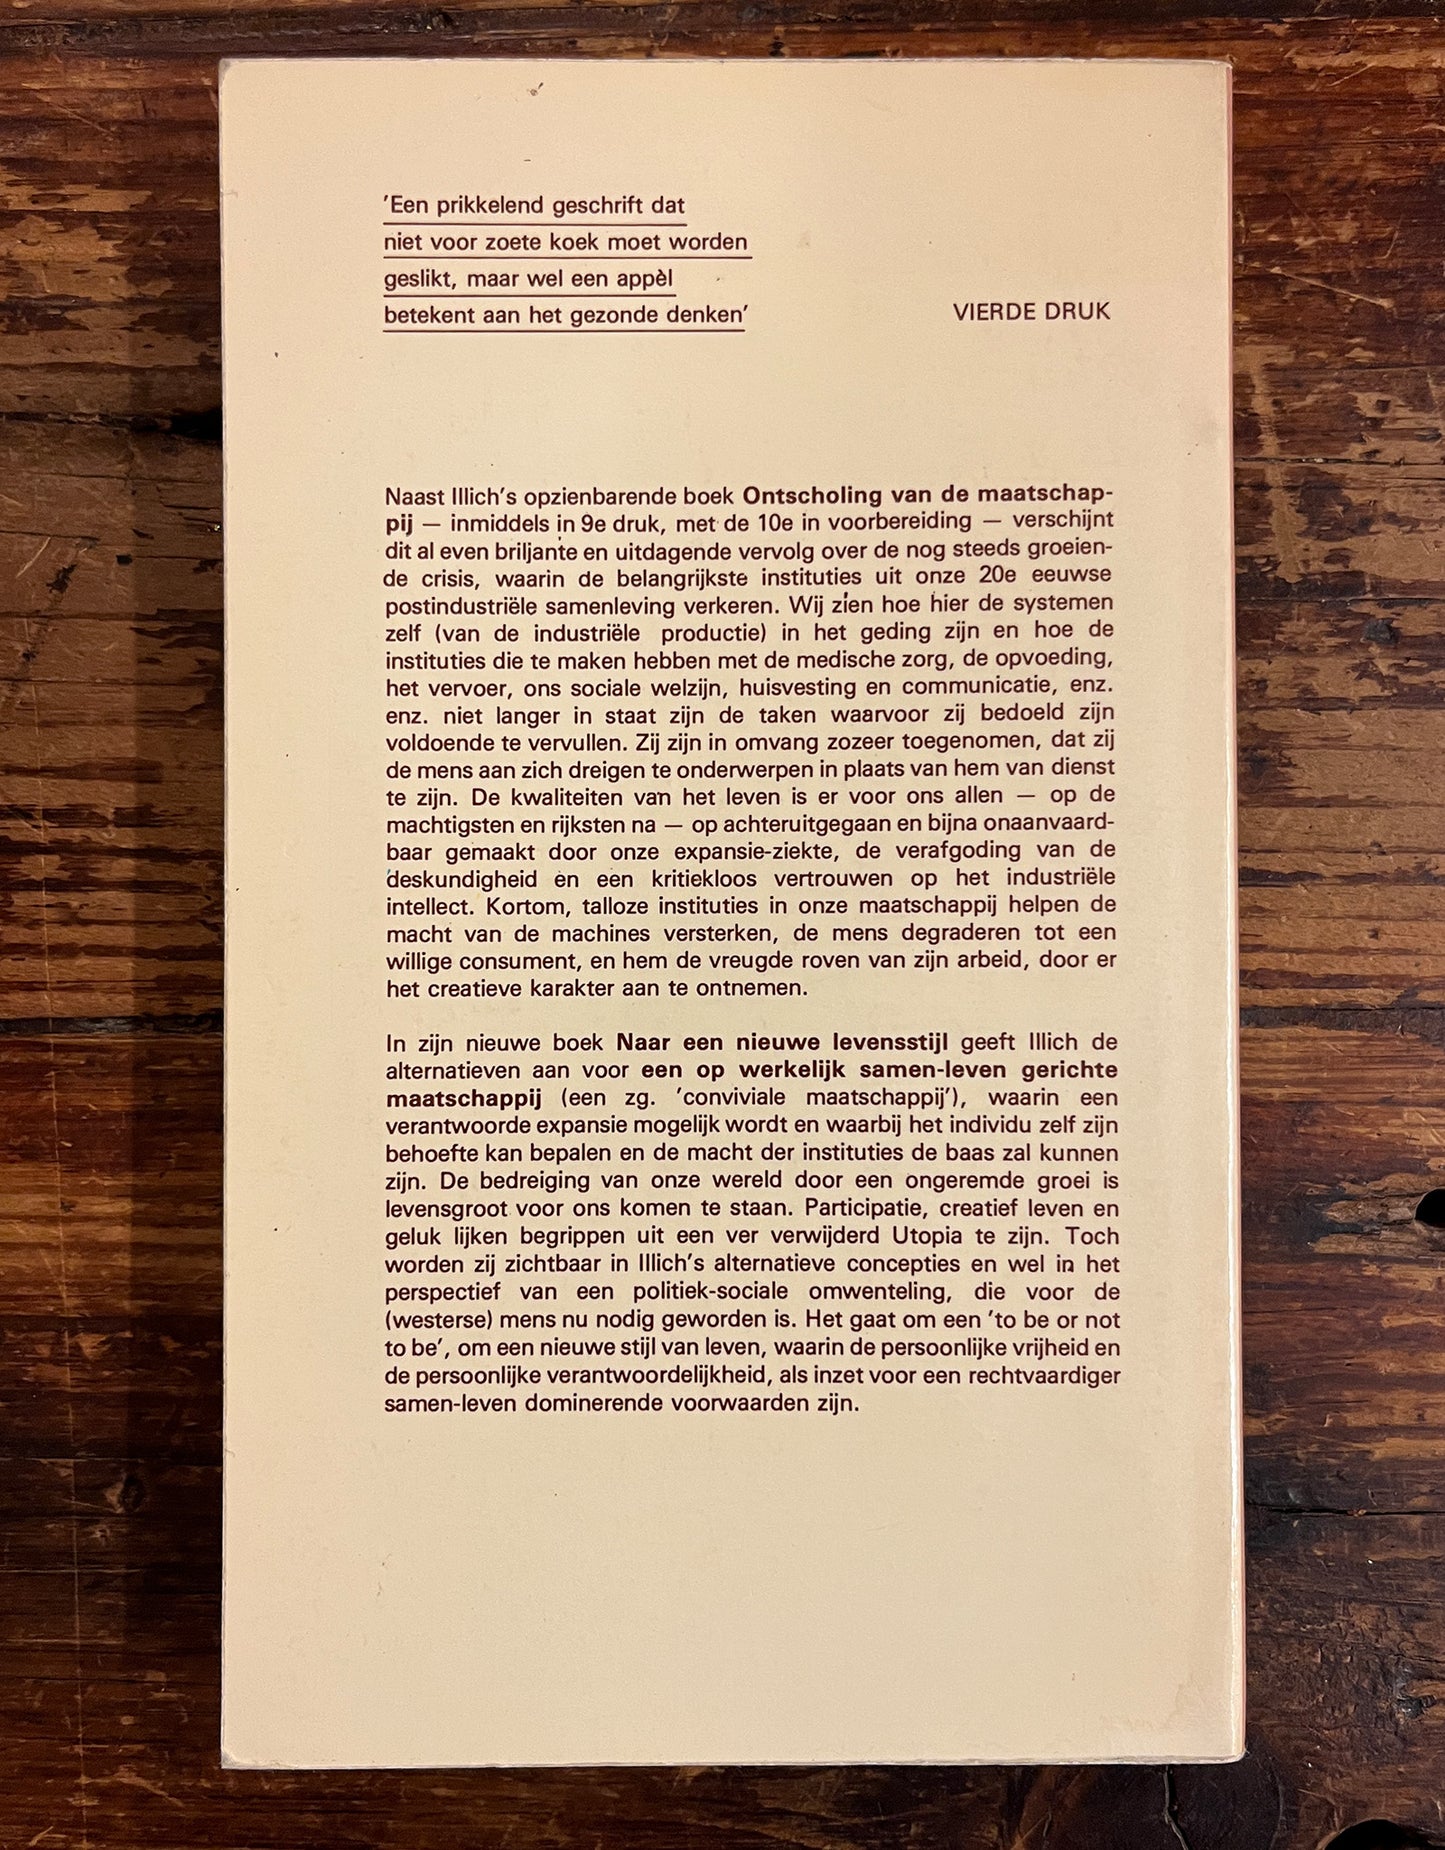 'Een prikkelend geschrift dat
niet voor zoete koek moet worden
geslikt, maar wel een appèl
betekent aan het gezonde denken'
VIERDE DRUK
Naast Illich's opzienbarende boek Ontscholing van de maatschap-
pij — inmiddels in 9e druk, met de 10e in voorbereiding — verschijnt
dit al even briljante en uitdagende vervolg over de nog steeds groeien-
de crisis, waarin de belangrijkste instituties uit onze 20e eeuwse
postindustriële samenleving verkeren. Wij zien hoe hier de systemen
zelf (van de industriële productie) in het geding zijn en hoe de
instituties die te maken hebben met de medische zorg, de opvoeding,
het vervoer, ons sociale welzijn, huisvesting en communicatie, enz.
enz. niet langer in staat zijn de taken waarvoor zij bedoeld zijn
voldoende te vervullen. Zij zijn in omvang zozeer toegenomen, dat zij
de mens aan zich dreigen te onderwerpen in plaats van hem van dienst
te zijn. De kwaliteiten van het leven is er voor ons allen — op de
machtigsten en rijksten na — op achteruitgegaan en bijna onaanvaard-
baar gemaakt door onze expansie-ziekte, de verafgoding van de
deskundigheid en een kritiekloos vertrouwen op het industriële
intellect. Kortom, talloze instituties in onze maatschappij helpen de
macht van de machines versterken, de mens degraderen tot een
willige consument, en hem de vreugde roven van zijn arbeid, door er
het creatieve karakter aan te ontnemen.
In zijn nieuwe boek Naar een nieuwe levensstijl geeft Illich de
alternatieven aan voor een op werkelijk samen-leven gerichte
maatschappij (een zg. 'conviviale maatschappij'), waarin een
verantwoorde expansie mogelijk wordt en waarbij het individu zelf zijn
behoefte kan bepalen en de macht der instituties de baas zal kunnen
zijn. De bedreiging van onze wereld door een ongeremde groei is
levensgroot voor ons komen te staan. Participatie, creatief leven en
geluk lijken begrippen uit een ver verwijderd Utopia te zijn. Toch
worden zij zichtbaar in Illich's alternatieve concepties en wel in het
perspectief van een politiek-sociale omwenteling, die voor de
(westerse) mens nu nodig geworden is. Het gaat om een 'to be or not
to be', om een nieuwe stijl van leven, waarin de persoonlijke vrijheid en
de persoonlijke verantwoordelijkheid, als inzet voor een rechtvaardiger
samen-leven dominerende voorwaarden zijn.